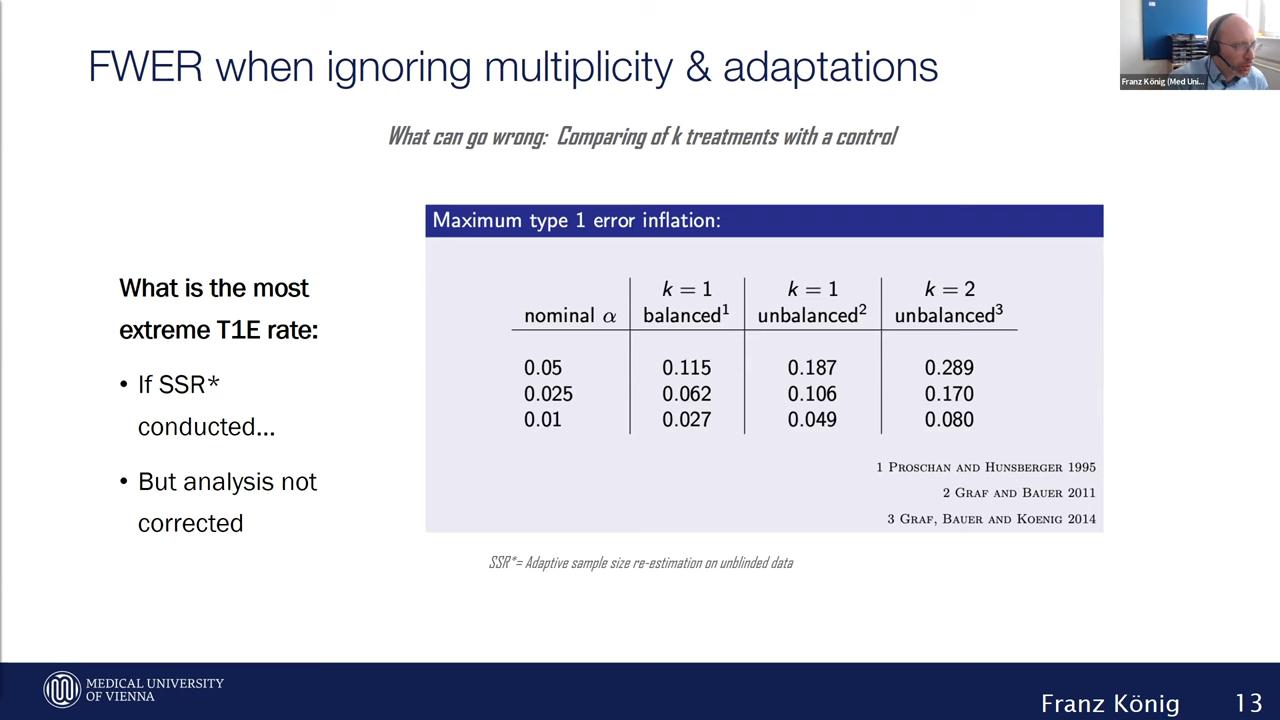 FWER when ignoring multiplicity & adaptations
Franz König (Med Uni...
What can go wrong: Comparing of k treatments with a control
What is the most
extreme T1E rate:
• If SSR*
conducted...
• But analysis not
corrected
Maximum type 1 error inflation:
k = 1 k = 1 k = 2
nominal α balanced¹ unbalanced² unbalanced³
0.05 0.115 0.187 0.289
0.025 0.062 0.106 0.170
0.01 0.027 0.049 0.080
1 Proschan and Hunsberger 1995
2 Graf and Bauer 2011
3 Graf, Bauer and Koenig 2014
SSR*= Adaptive sample size re-estimation on unblinded data
MEDICAL UNIVERSITY
OF VIENNA
Franz König 13